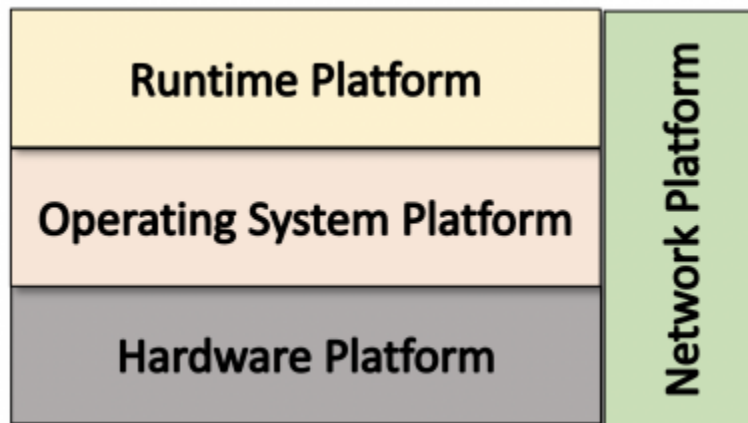 Runtime Platform
Operating System Platform
Hardware Platform
Network Platform